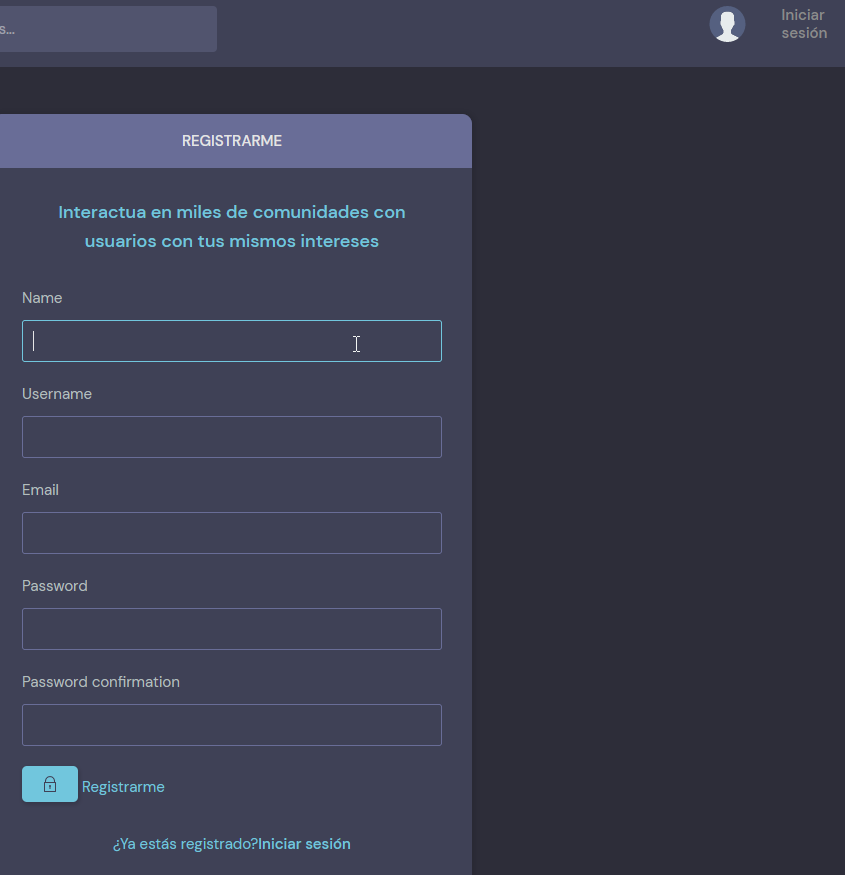 s...
Iniciar
sesión
REGISTRARME
Interactua en miles de comunidades con
usuarios con tus mismos intereses
Name
Username
Email
Password
Password confirmation
Registrarme
¿Ya estás registrado?Iniciar sesión